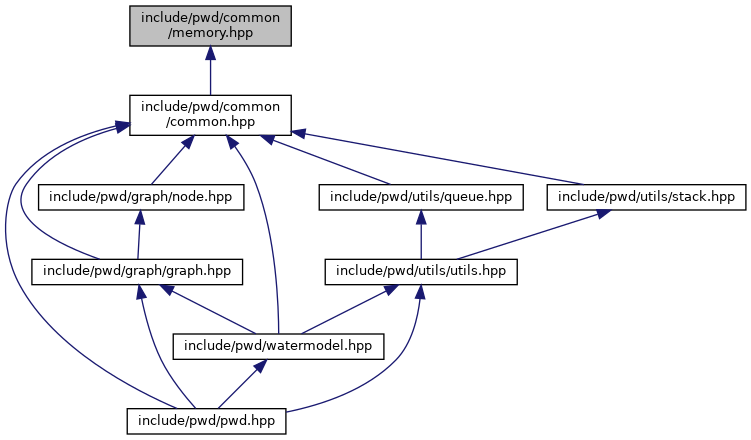 include/pwd/common
/memory.hpp
include/pwd/common
/common.hpp
include/pwd/graph/node.hpp
include/pwd/utils/queue.hpp
include/pwd/utils/stack.hpp
include/pwd/graph/graph.hpp
include/pwd/utils/utils.hpp
include/pwd/watermodel.hpp
include/pwd/pwd.hpp